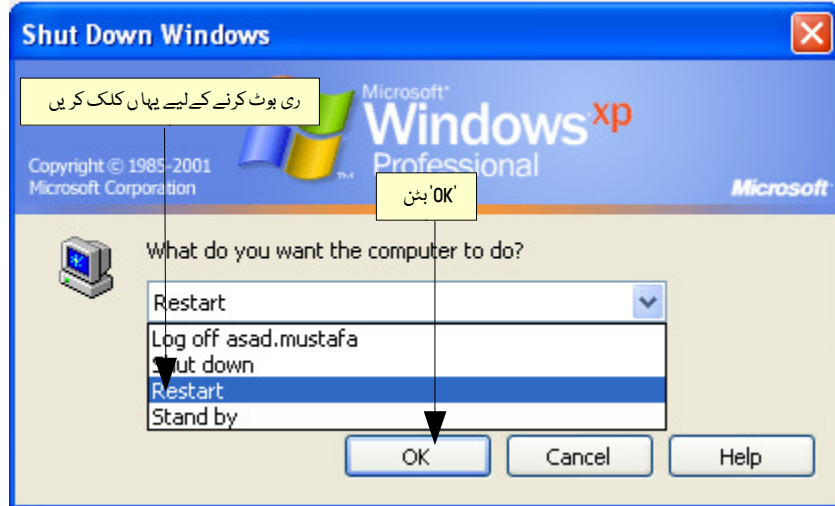 Shut Down Windows
ری بوٹ کرنے کے لیے یہاں کلک کریں
Microsoft
Windows xp
Professional
Copyright © 1985-2001
Microsoft Corporation
TM
Microsoft
'OK' بٹن
What do you want the computer to do?
Restart
Log off asad.mustafa
Shut down
Restart
Stand by
OK
Cancel
Help